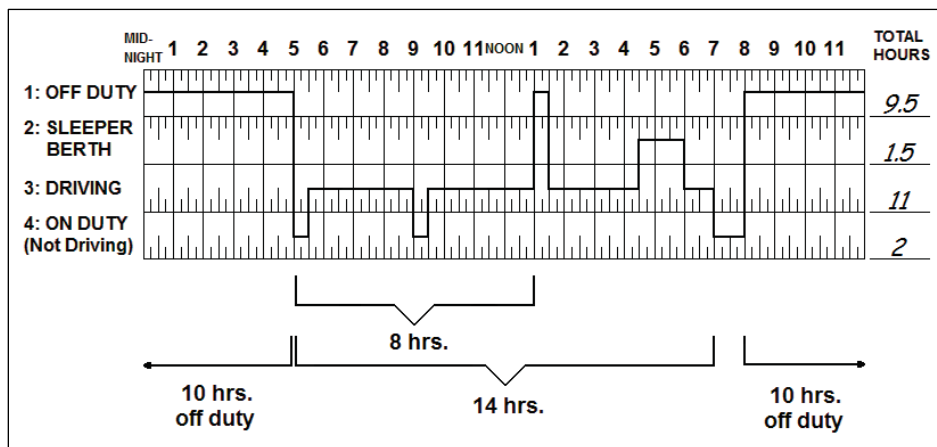 MID-
NIGHT 1 2 3 4 5 6 7 8 9 10 11 NOON 1 2 3 4 5 6 7 8 9 10 11
TOTAL
HOURS
1: OFF DUTY 9.5
2: SLEEPER
BERTH 1.5
3: DRIVING 11
4: ON DUTY
(Not Driving) 2
8 hrs.
10 hrs.
off duty
14 hrs.
10 hrs.
off duty